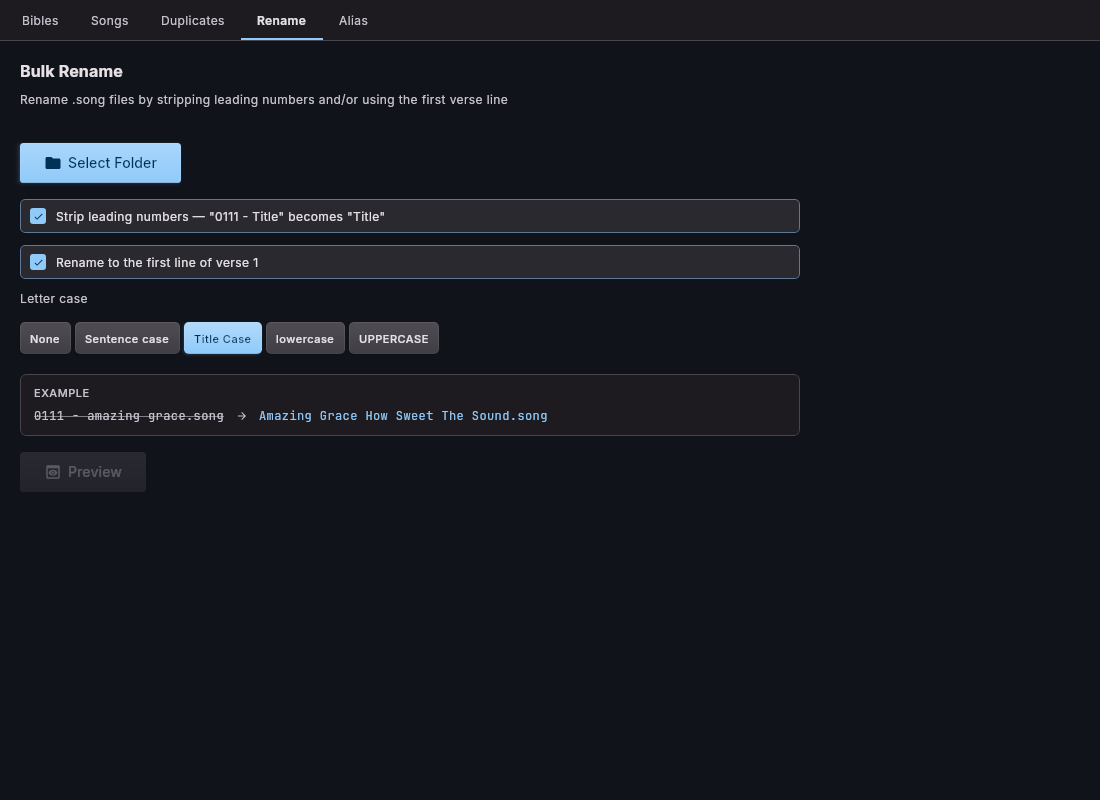 Bibles Songs Duplicates Rename Alias
Bulk Rename
Rename .song files by stripping leading numbers and/or using the first verse line
Select Folder
Strip leading numbers — "0111 - Title" becomes "Title"
Rename to the first line of verse 1
Letter case
None Sentence case Title Case lowercase UPPERCASE
EXAMPLE
0111 - amazing grace.song → Amazing Grace How Sweet The Sound.song
Preview